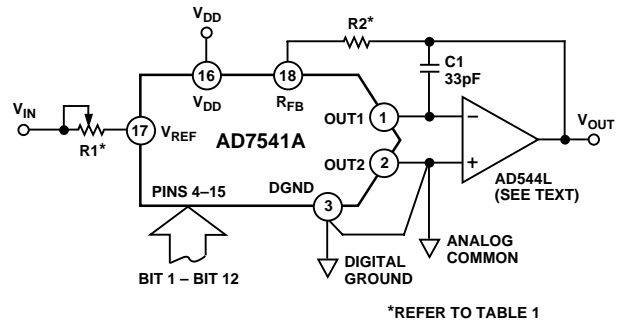 VDD
R2*
16
18
C1
33pF
VDD
RFB
VIN
VOUT
17
VREF
OUT1
1
–
R1*
AD7541A
OUT2
2
+
AD544L
(SEE TEXT)
PINS 4–15
DGND
3
ANALOG
COMMON
DIGITAL
GROUND
BIT 1 – BIT 12
*REFER TO TABLE 1